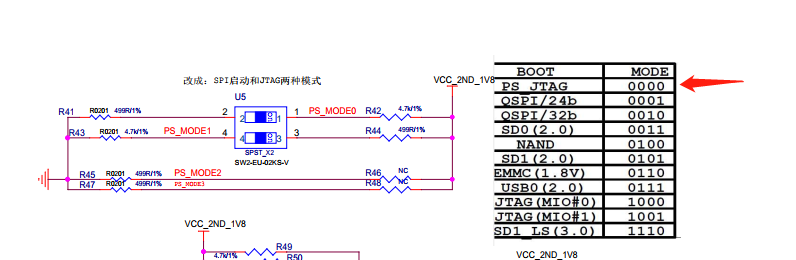 改成：SPI启动和JTAG两种模式
VCC_2ND_1V8
U5
R41 R0201 499R/1% 2 2 1 1 PS_MODE0 R42 4.7k/1%
R43 R0201 4.7k/1% PS_MODE1 4 4 3 3 R44 499R/1%
SPST_X2
SW2-EU-02KS-V
R45 R0201 499R/1% PS_MODE2 R46 NC
R47 R0201 499R/1% PS_MODE3 R48 NC
VCC_2ND_1V8
R49
4.7k/1% R50
BOOT MODE
PS_JTAG 0000
QSPI/24b 0001
QSPI/32b 0010
SD0(2.0) 0011
NAND 0100
SD1(2.0) 0101
EMMC(1.8V) 0110
USB0(2.0) 0111
JTAG(MIO#0) 1000
JTAG(MIO#1) 1001
SD1_LS(3.0) 1110
VCC_2ND_1V8